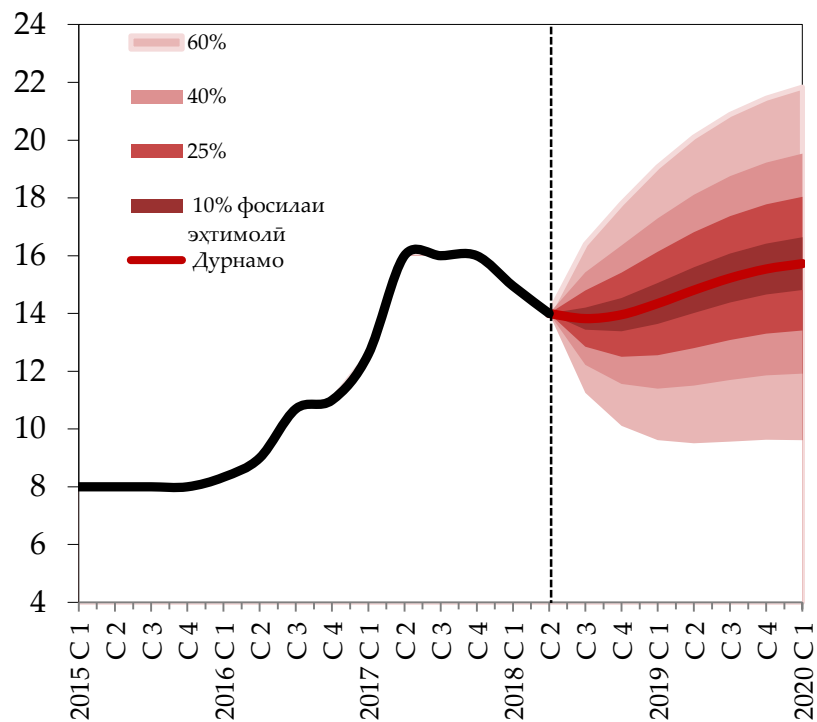 24
22
20
18
16
14
12
10
8
6
4
60%
40%
25%
10% фосилаи
эҳтимолӣ
Дурнамо
2015 С 1
С 2
С 3
С 4
2016 С 1
С 2
С 3
С 4
2017 С 1
С 2
С 3
С 4
2018 С 1
С 2
С 3
С 4
2019 С 1
С 2
С 3
С 4
2020 С 1